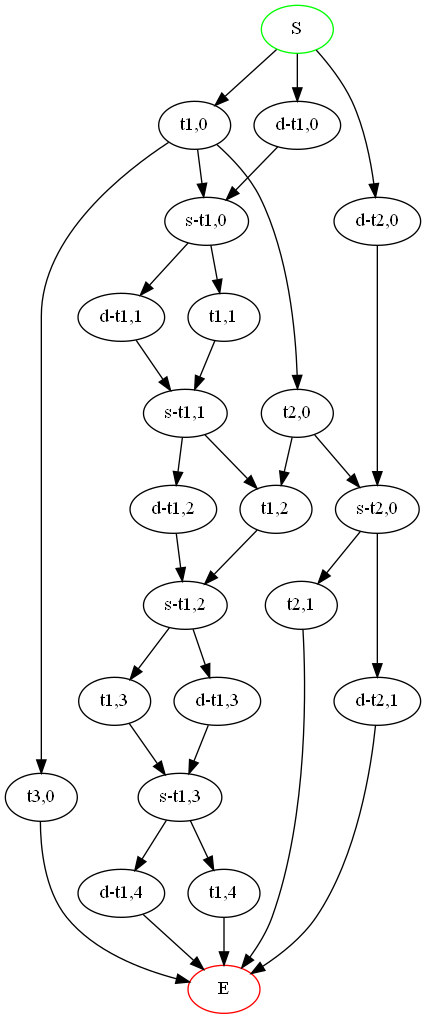 S
t1,0
d-t1,0
s-t1,0
d-t2,0
d-t1,1
t1,1
s-t1,1
t2,0
d-t1,2
t1,2
s-t2,0
s-t1,2
t2,1
t1,3
d-t1,3
d-t2,1
t3,0
s-t1,3
d-t1,4
t1,4
E